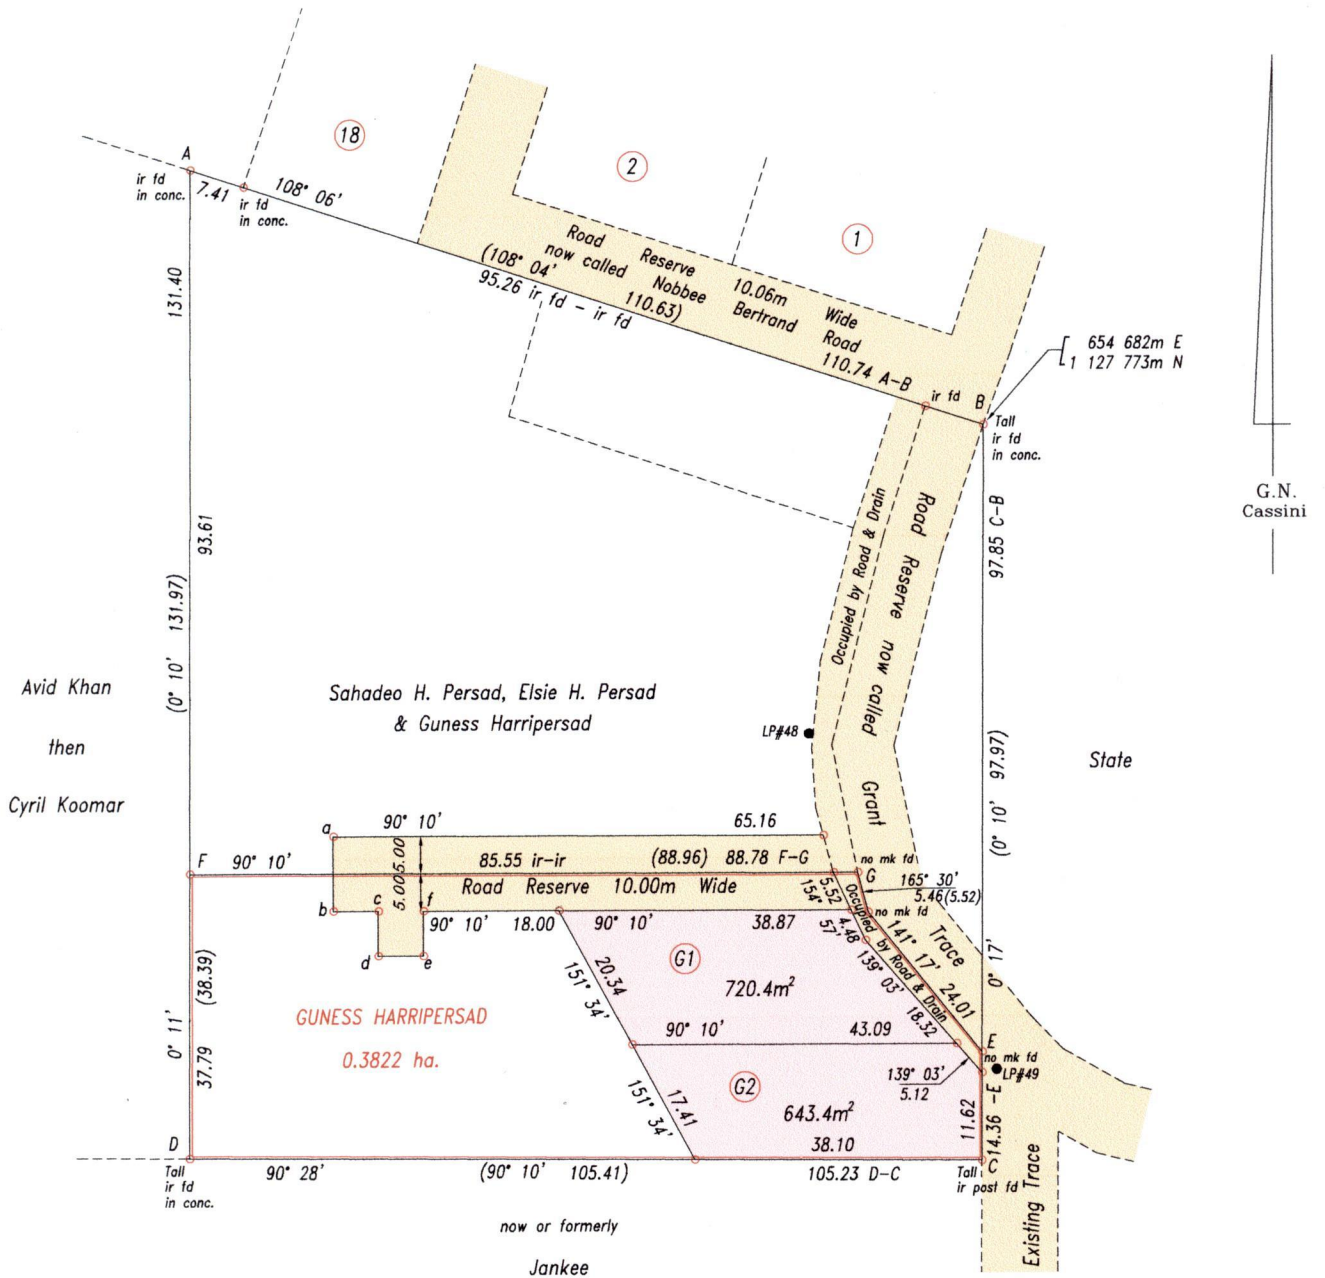 18
2
1
A
ir fd
in conc.
7.41
ir fd
in conc.
108° 06'
Road Reserve 10.06m Wide
now called Nobbee Bertrand Road
(108° 04' 110.63)
95.26 ir fd - ir fd
110.74 A-B
ir fd
B
654 682m E
1 127 773m N
Tall
ir fd
in conc.
G.N.
Cassini
131.40
93.61
(0° 10' 131.97)
Occupied by Road & Drain
Road Reserve now called
Grant
Trace
97.85 C-B
(0° 10' 97.97)
State
Avid Khan
then
Cyril Koomar
Sahadeo H. Persad, Elsie H. Persad
& Guness Harripersad
LP#48
a
90° 10'
65.16
5.00
5.00
F
90° 10'
85.55 ir-ir
(88.96)
88.78 F-G
no mk fd
G
Road Reserve 10.00m Wide
165° 30'
5.46(5.52)
b
c
f
d
e
90° 10'
18.00
90° 10'
38.87
5.52
154° 57'
4.48
no mk fd
Occupied by Road & Drain
141° 17' 24.01
139° 03' 18.32
0° 17'
G1
720.4m²
20.34
151° 34'
90° 10'
43.09
E
no mk fd
LP#49
139° 03'
5.12
G2
643.4m²
17.41
151° 34'
38.10
11.62
14.36 -E
GUNESS HARRIPERSAD
0.3822 ha.
(38.39)
0° 11'
37.79
D
Tall
ir fd
in conc.
90° 28'
(90° 10' 105.41)
105.23 D-C
C
Tall
ir post fd
Existing Trace
now or formerly
Jankee